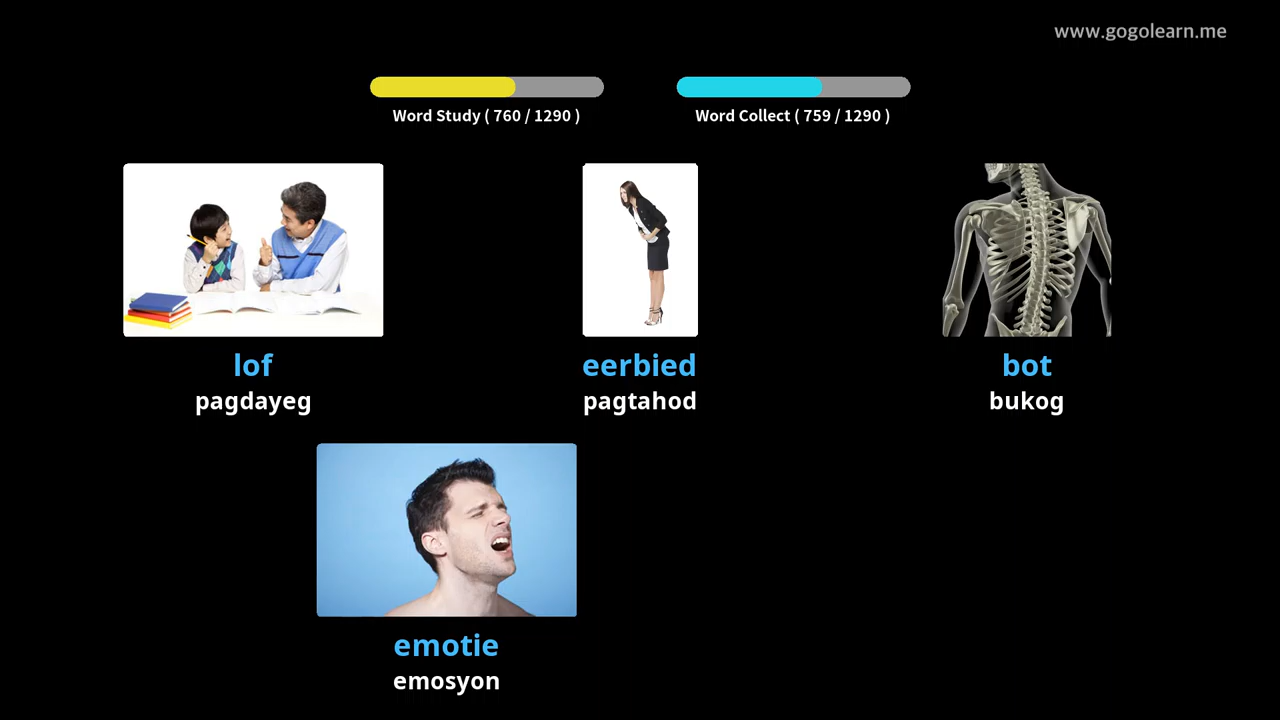 www.gogolearn.me
Word Study ( 760 / 1290 )
Word Collect ( 759 / 1290 )
lof
pagdayeg
eerbied
pagtahod
bot
bukog
emotie
emosyon